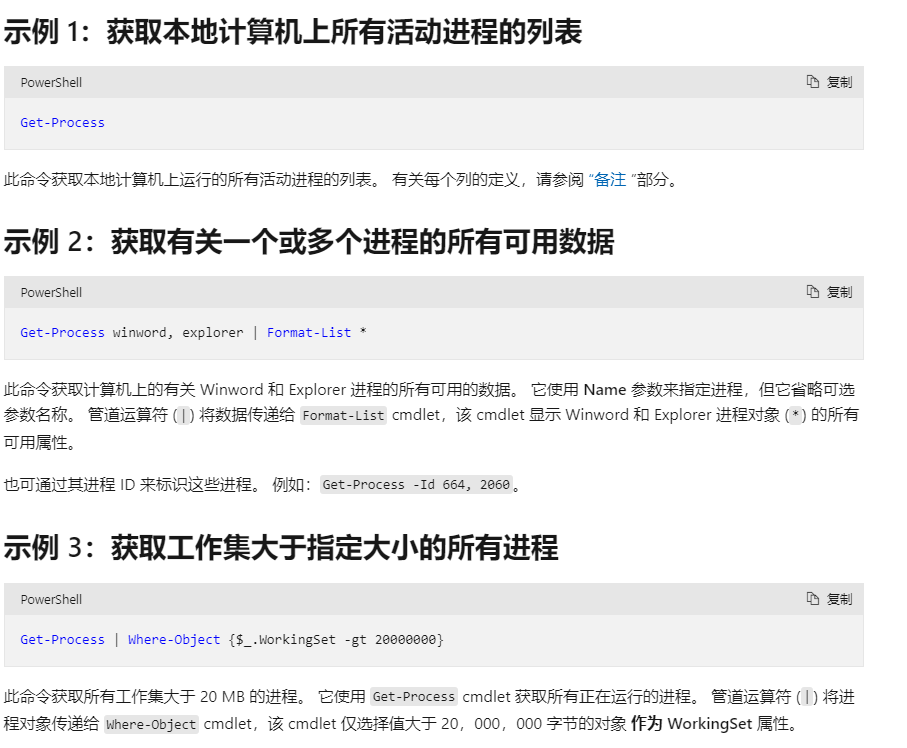 示例 1：获取本地计算机上所有活动进程的列表
PowerShell
复制
Get-Process
此命令获取本地计算机上运行的所有活动进程的列表。 有关每个列的定义，请参阅 “备注 ”部分。
示例 2：获取有关一个或多个进程的所有可用数据
PowerShell
复制
Get-Process winword, explorer | Format-List *
此命令获取计算机上的有关 Winword 和 Explorer 进程的所有可用的数据。 它使用 Name 参数来指定进程，但它省略可选
参数名称。 管道运算符 (|) 将数据传递给 Format-List cmdlet，该 cmdlet 显示 Winword 和 Explorer 进程对象 (*) 的所有
可用属性。
也可通过其进程 ID 来标识这些进程。 例如： Get-Process -Id 664, 2060。
示例 3：获取工作集大于指定大小的所有进程
PowerShell
复制
Get-Process | Where-Object {$_.WorkingSet -gt 20000000}
此命令获取所有工作集大于 20 MB 的进程。 它使用 Get-Process cmdlet 获取所有正在运行的进程。 管道运算符 (|) 将进
程对象传递给 Where-Object cmdlet，该 cmdlet 仅选择值大于 20，000，000 字节的对象 作为 WorkingSet 属性。